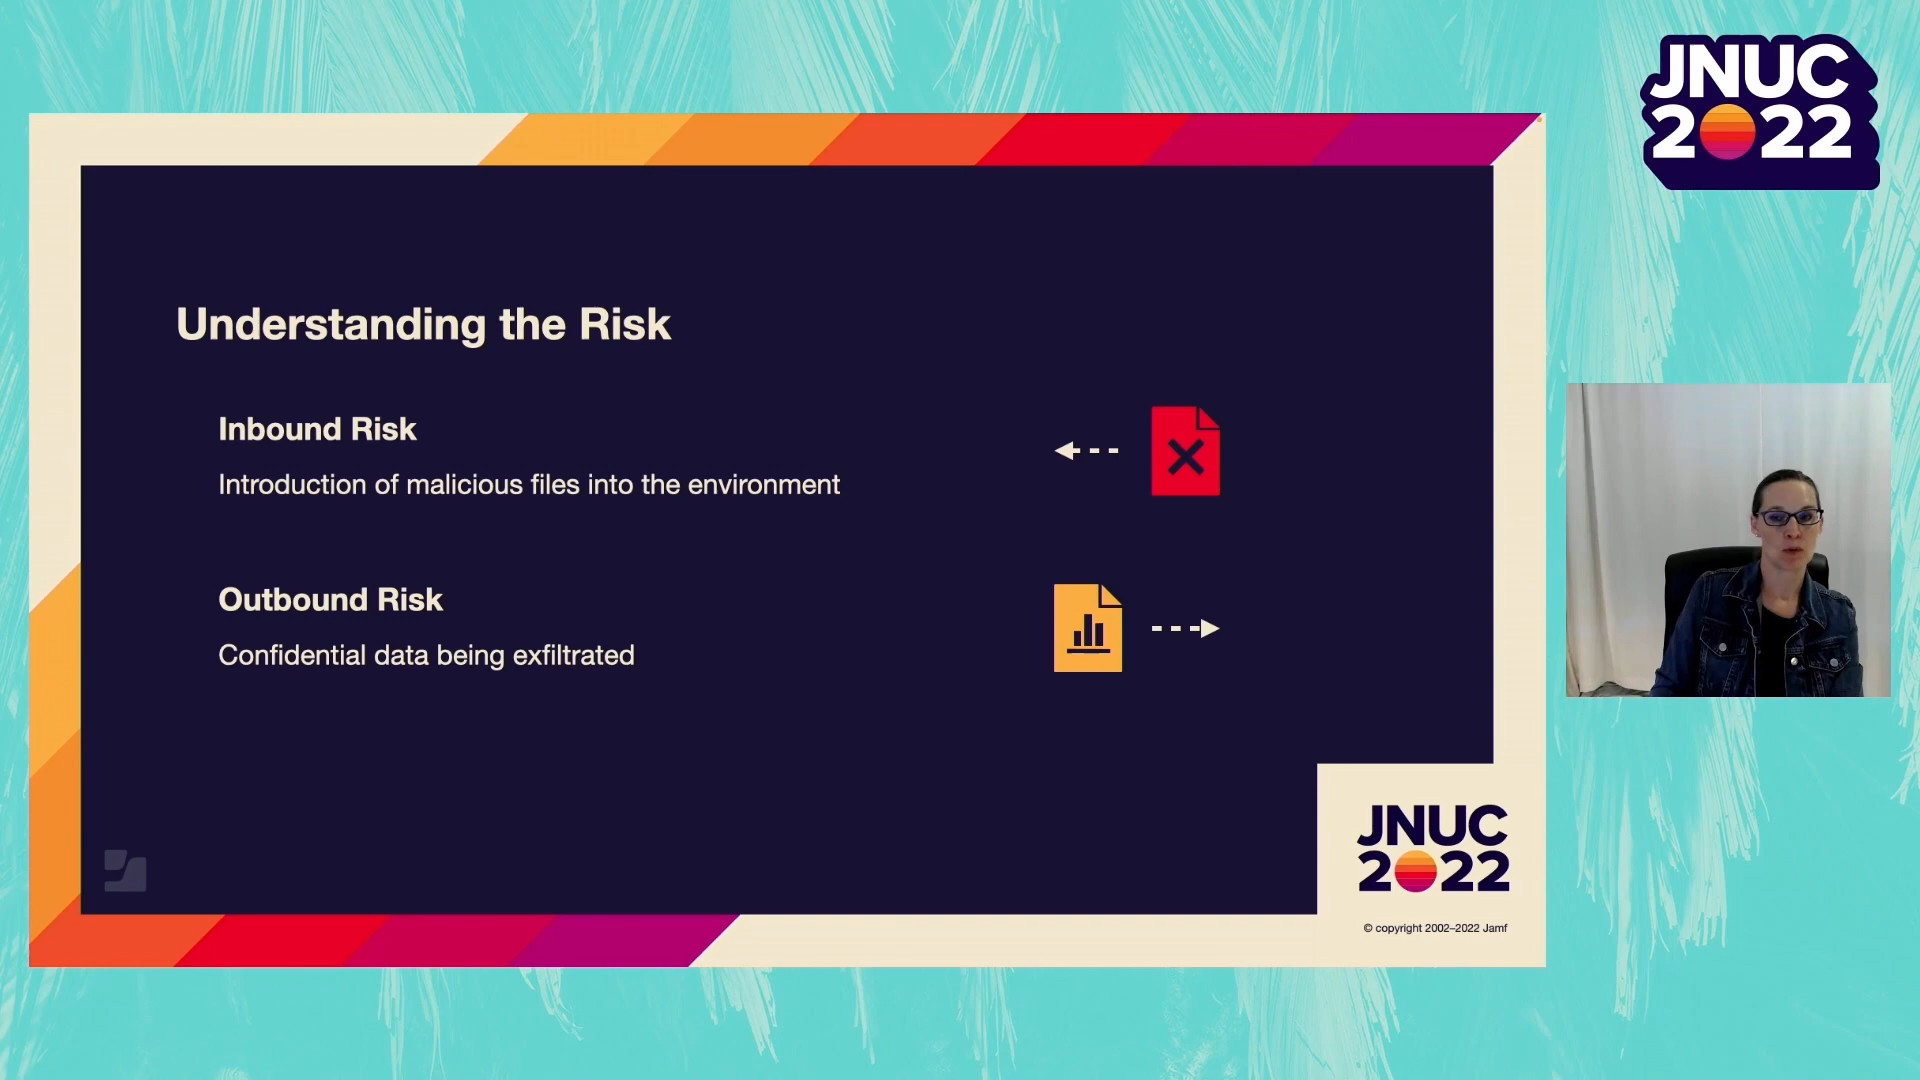 JNUC
2022
Understanding the Risk
Inbound Risk
Introduction of malicious files into the environment
Outbound Risk
Confidential data being exfiltrated
JNUC
2022
© copyright 2002–2022 Jamf